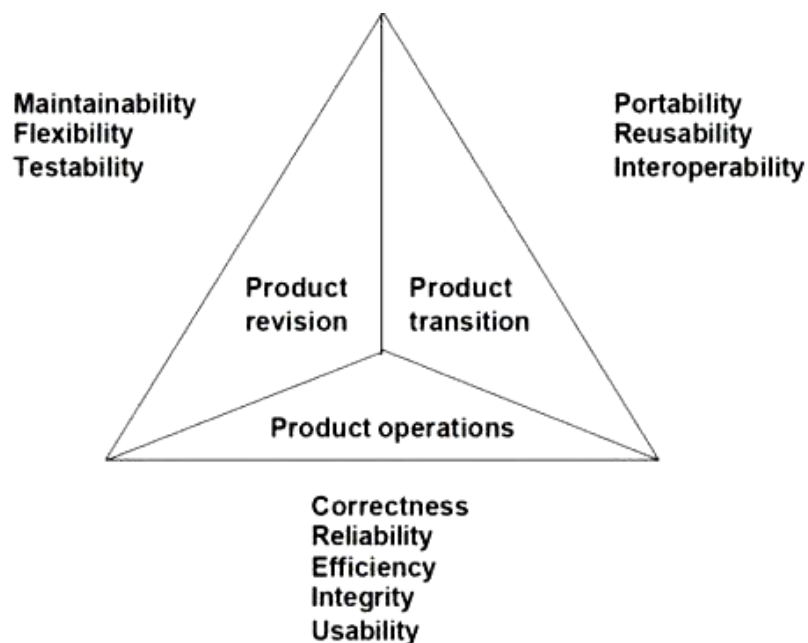 Maintainability
Flexibility
Testability
Portability
Reusability
Interoperability
Product
revision
Product
transition
Product operations
Correctness
Reliability
Efficiency
Integrity
Usability